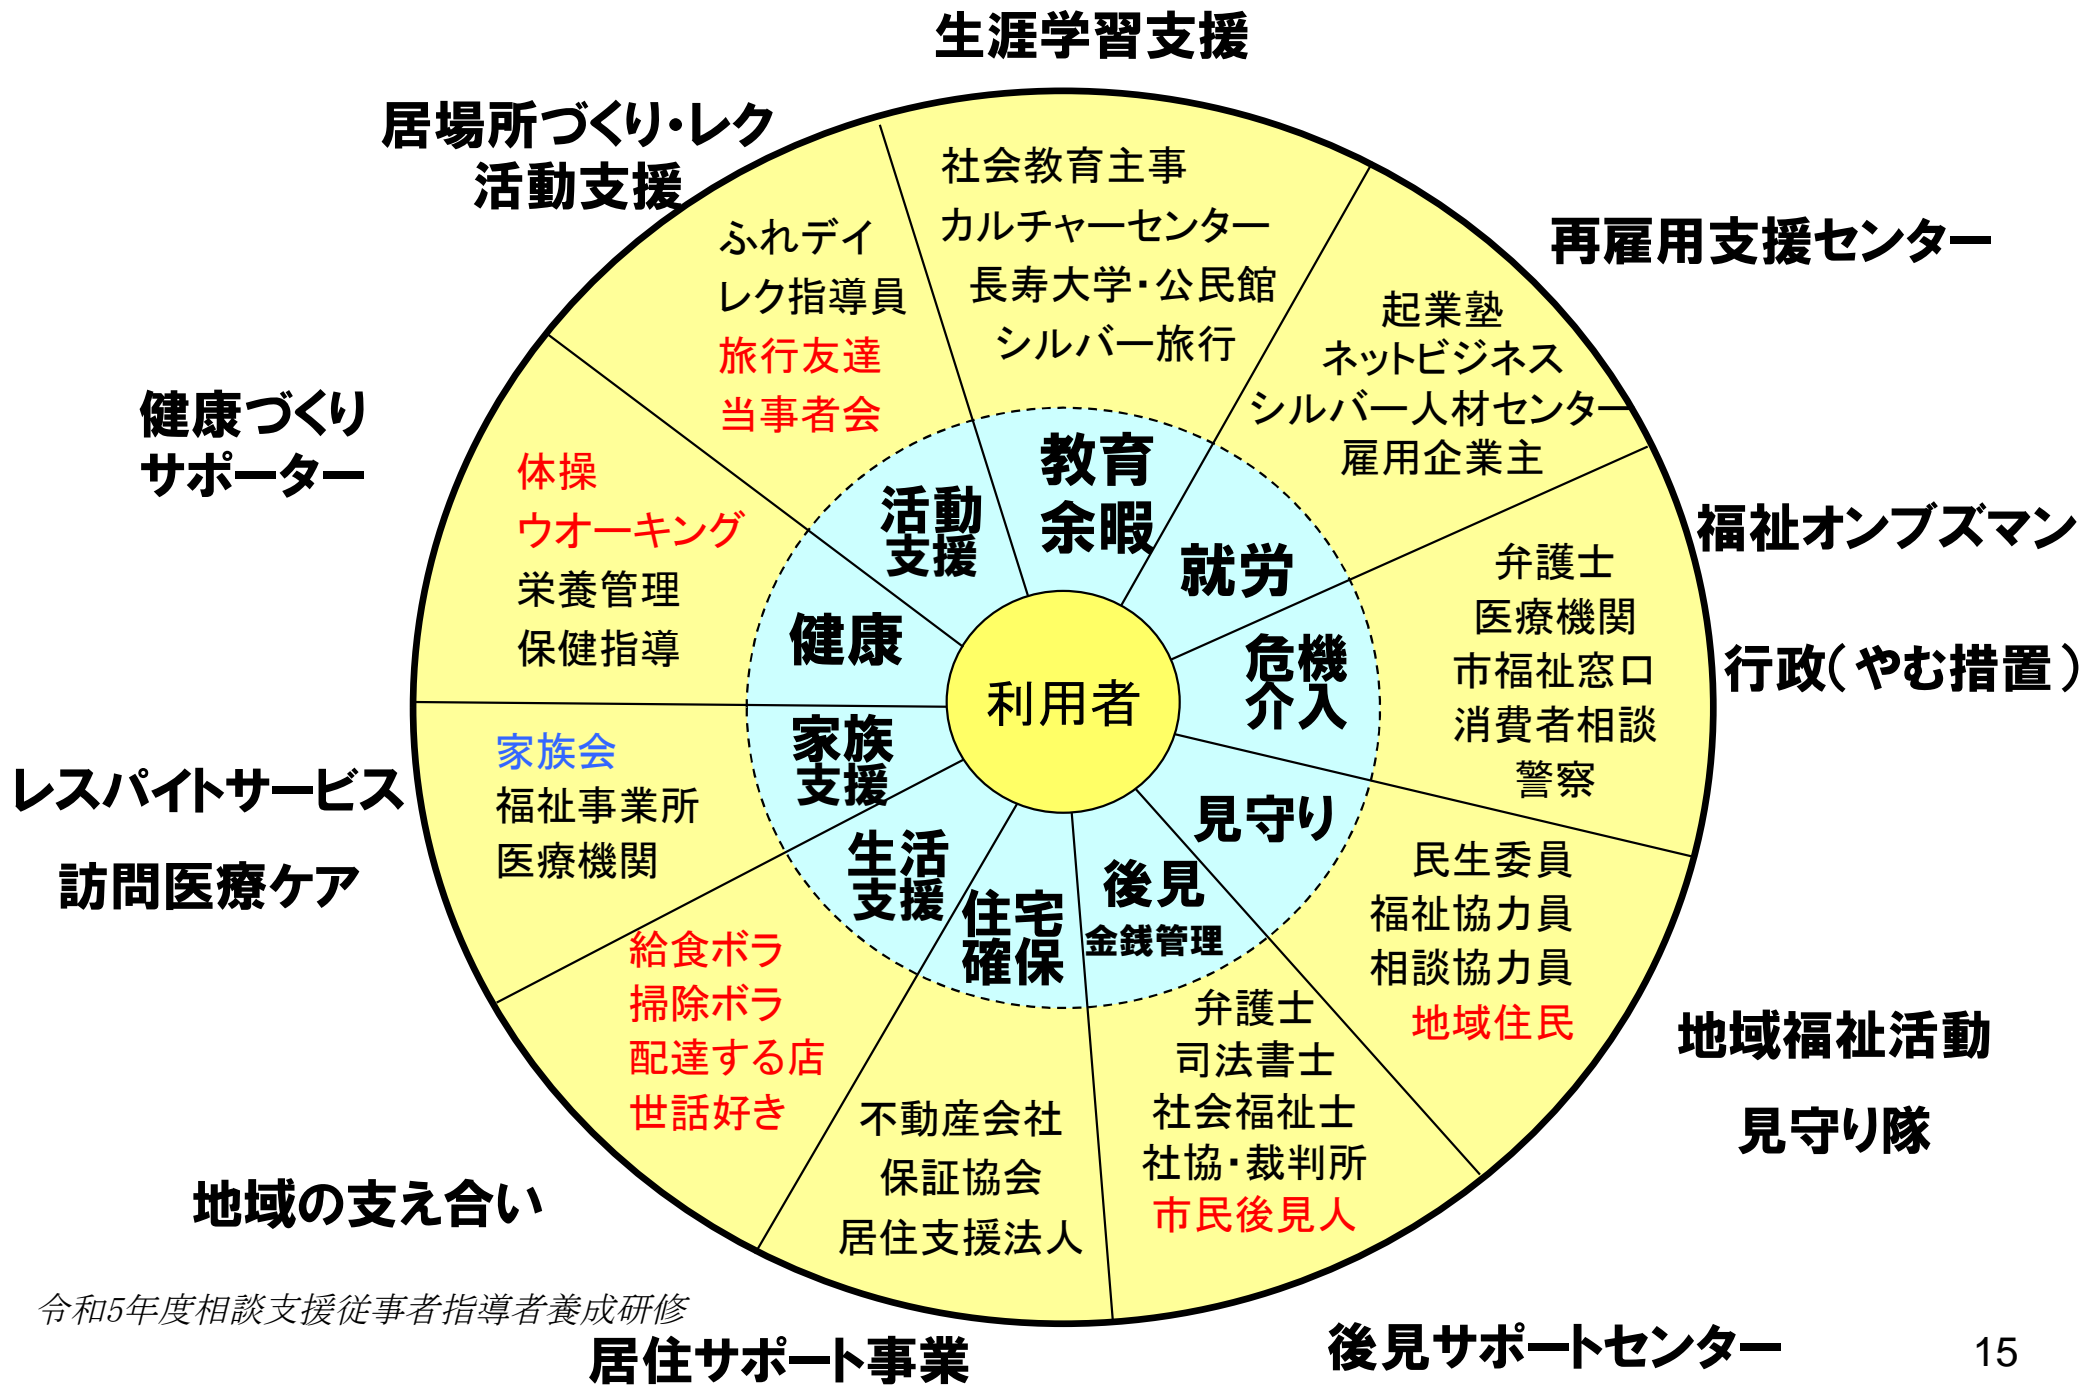 生涯学習支援
居場所づくり・レク
活動支援
社会教育主事
カルチャーセンター
長寿大学・公民館
シルバー旅行
再雇用支援センター
ふれデイ
レク指導員
旅行友達
当事者会
起業塾
ネットビジネス
シルバー人材センター
雇用企業主
健康づくり
サポーター
体操
ウオーキング
栄養管理
保健指導
教育
余暇
活動
支援
就労
福祉オンブズマン
行政(やむ措置)
弁護士
医療機関
市福祉窓口
消費者相談
警察
健康
利用者
危機
介入
家族
支援
見守り
生活
支援
住宅
確保
後見
金銭管理
レスパイトサービス
訪問医療ケア
家族会
福祉事業所
医療機関
民生委員
福祉協力員
相談協力員
地域住民
給食ボラ
掃除ボラ
配達する店
世話好き
弁護士
司法書士
社会福祉士
社協・裁判所
市民後見人
不動産会社
保証協会
居住支援法人
地域福祉活動
見守り隊
地域の支え合い
令和5年度相談支援従事者指導者養成研修
居住サポート事業
後見サポートセンター
15